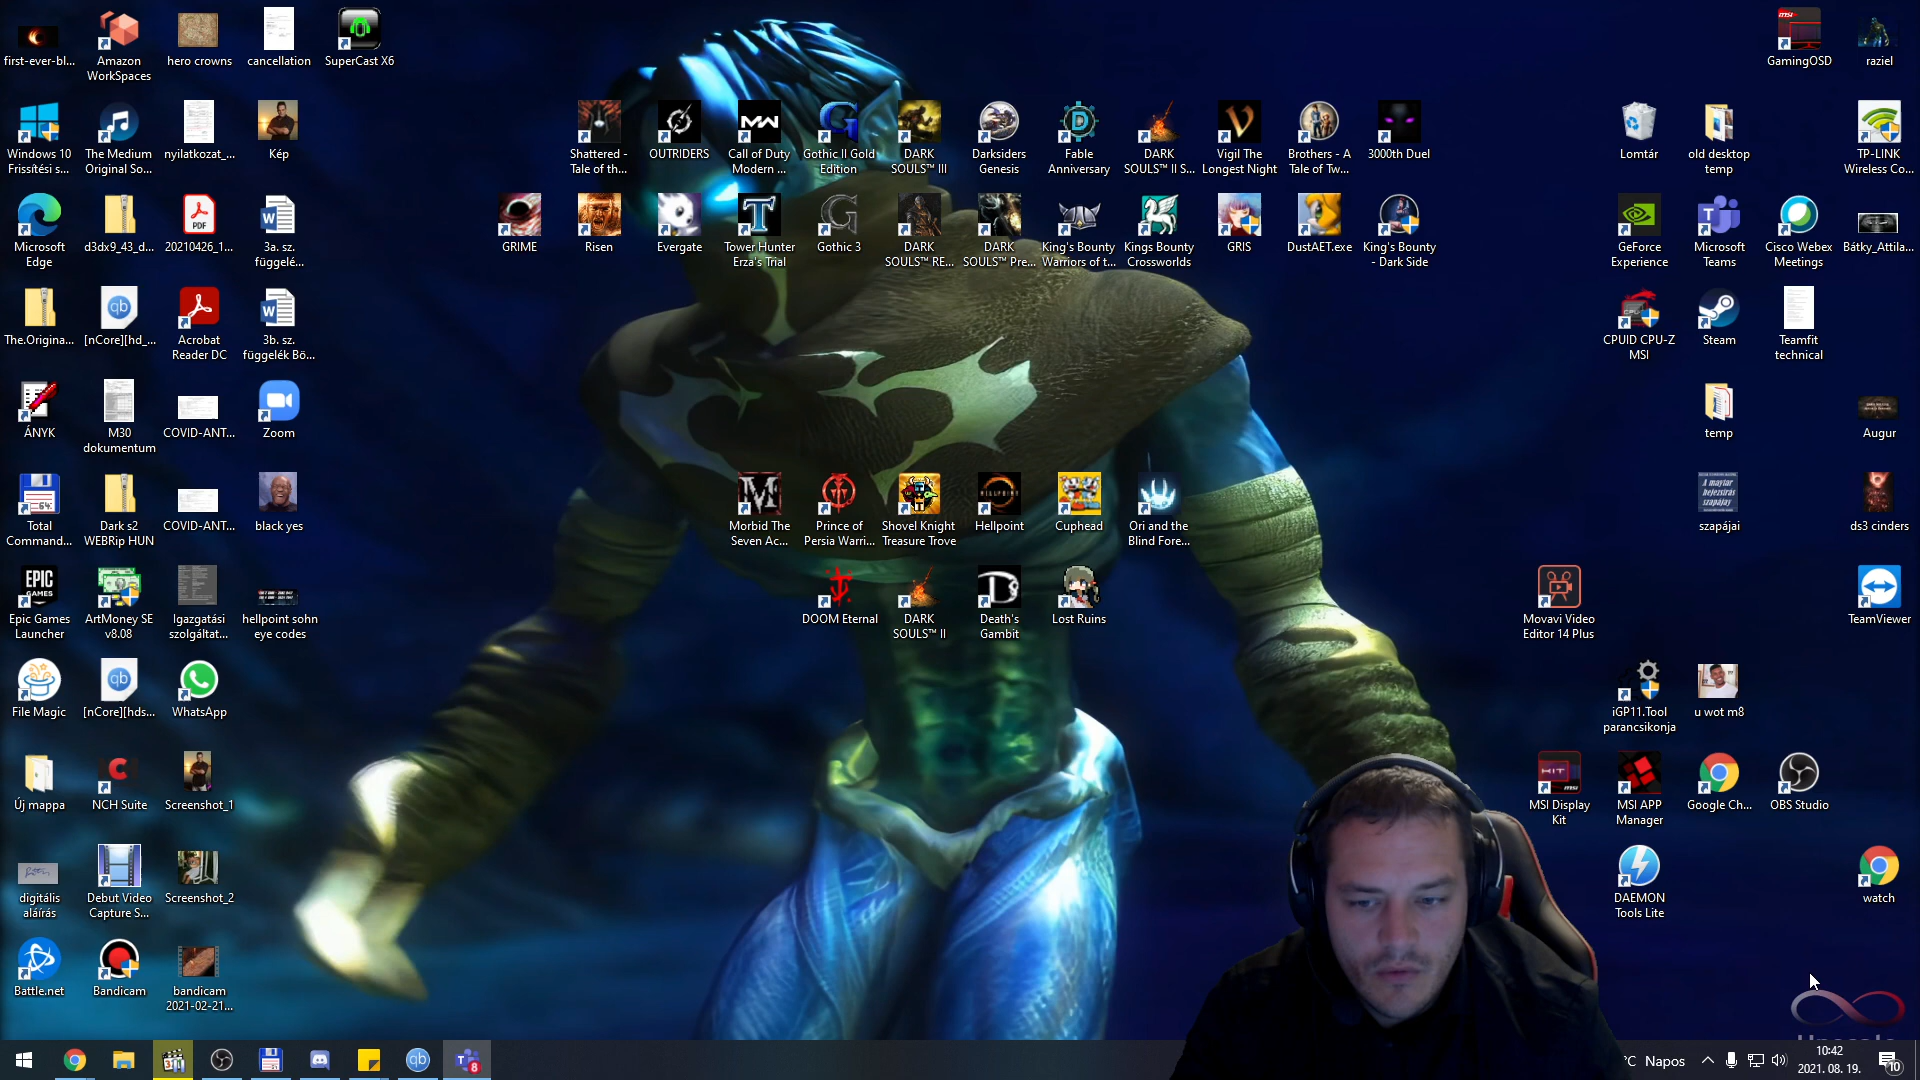 first-ever-bl...
Amazon
WorkSpaces
hero crowns
cancellation
SuperCast X6
GamingOSD
raziel
Windows 10
Frissítési s...
The Medium
Original So...
nyilatkozat_...
Kép
Shattered -
Tale of th...
OUTRIDERS
Call of Duty
Modern ...
Gothic II Gold
Edition
DARK
SOULS™ III
Darksiders
Genesis
Fable
Anniversary
DARK
SOULS™ II S...
Vigil The
Longest Night
Brothers - A
Tale of Tw...
3000th Duel
Lomtár
old desktop
temp
TP-LINK
Wireless Co...
Microsoft
Edge
d3dx9_43_d...
20210426_1...
3a. sz.
függelé...
GRIME
Risen
Evergate
Tower Hunter
Erza's Trial
Gothic 3
DARK
SOULS™ RE...
DARK
SOULS™ Pre...
King's Bounty
Warriors of t...
Kings Bounty
Crossworlds
GRIS
DustAET.exe
King's Bounty
- Dark Side
GeForce
Experience
Microsoft
Teams
Cisco Webex
Meetings
Bátky_Attila...
The.Origina...
[nCore][hd_...
Acrobat
Reader DC
3b. sz.
függelék Bö...
CPUID CPU-Z
MSI
Steam
Teamfit
technical
ÁNYK
M30
dokumentum
COVID-ANT...
Zoom
temp
Augur
Total
Command...
Dark s2
WEBRip HUN
COVID-ANT...
black yes
Morbid The
Seven Ac...
Prince of
Persia Warri...
Shovel Knight
Treasure Trove
Hellpoint
Cuphead
Ori and the
Blind Fore...
szapájai
ds3 cinders
EPIC
GAMES
Epic Games
Launcher
ArtMoney SE
v8.08
Igazgatási
szolgáltat...
hellpoint sohn
eye codes
DOOM Eternal
DARK
SOULS™ II
Death's
Gambit
Lost Ruins
Movavi Video
Editor 14 Plus
TeamViewer
File Magic
[nCore][hds...
WhatsApp
iGP11.Tool
parancsikonja
u wot m8
Új mappa
NCH Suite
Screenshot_1
MSI Display
Kit
MSI APP
Manager
Google Ch...
OBS Studio
digitális
aláírás
Debut Video
Capture S...
Screenshot_2
DAEMON
Tools Lite
watch
Battle.net
Bandicam
bandicam
2021-02-21...
°C Napos
10:42
2021. 08. 19.
10
8